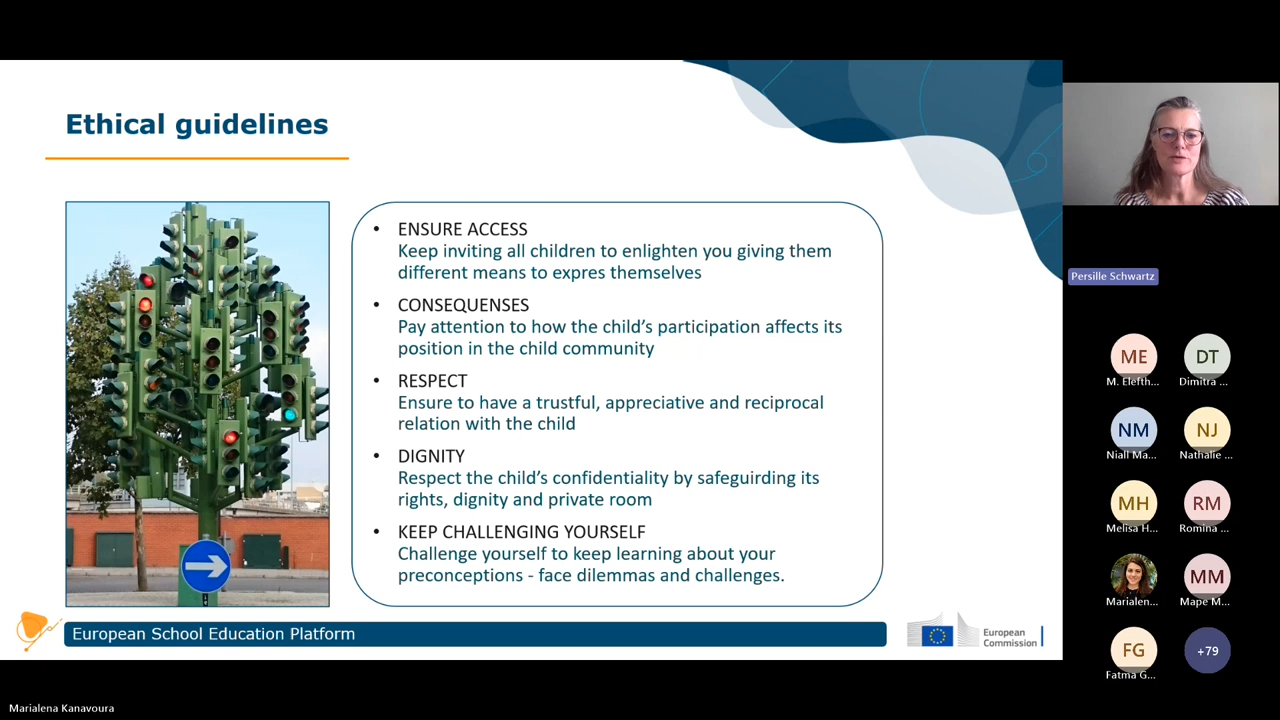 Ethical guidelines
• ENSURE ACCESS
Keep inviting all children to enlighten you giving them
different means to expres themselves
• CONSEQUENSES
Pay attention to how the child's participation affects its
position in the child community
• RESPECT
Ensure to have a trustful, appreciative and reciprocal
relation with the child
• DIGNITY
Respect the child's confidentiality by safeguirding its
rights, dignity and private room
• KEEP CHALLENGING YOURSELF
Challenge yourself to keep learning about your
preconceptions - face dilemmas and challenges.
European School Education Platform
European
Commission
Persille Schwartz
ME
DT
M. Elefth...
Dimitra ...
NM
NJ
Niall Ma...
Nathalie ...
MH
RM
Melisa H...
Romina ...
MM
Marialen...
Mape M...
FG
+79
Fatma G...
Marialena Kanavoura